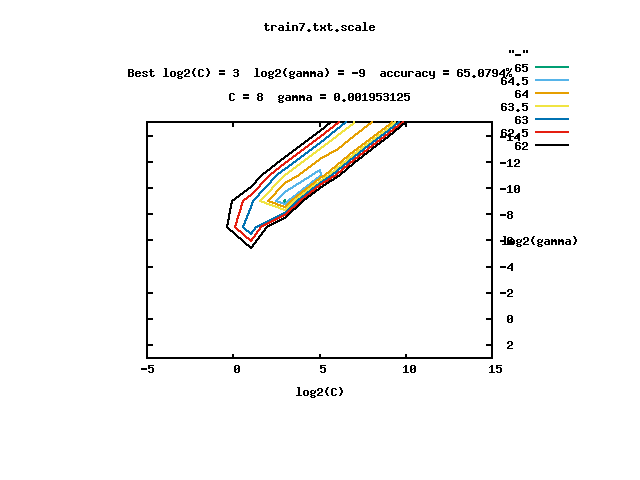 train7.txt.scale
"-"
Best log2(C) = 3 log2(gamma) = -9 accuracy = 65.0794%
65
64.5
C = 8 gamma = 0.001953125
64
63.5
63
62.5
62
-14
-12
-10
-8
-6
log2(gamma)
-4
-2
0
2
-5 0 5 10 15
log2(C)